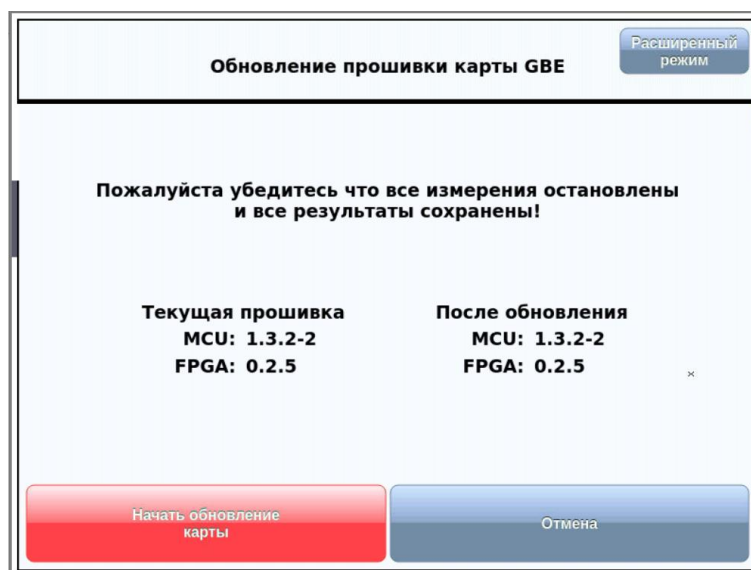 Расширенный
режим
Обновление прошивки карты GBE
Пожалуйста убедитесь что все измерения остановлены
и все результаты сохранены!
Текущая прошивка
MCU: 1.3.2-2
FPGA: 0.2.5
После обновления
MCU: 1.3.2-2
FPGA: 0.2.5
Начать обновление
карты
Отмена